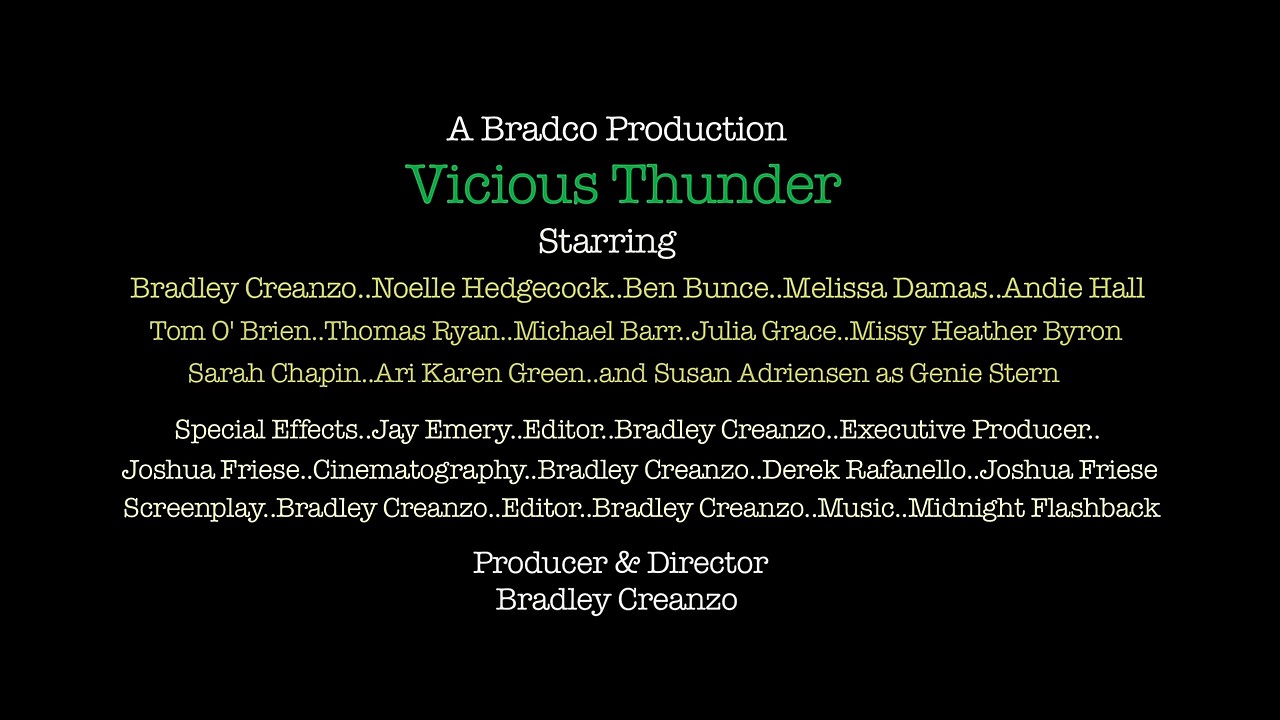 A Bradco Production
Vicious Thunder
Starring
Bradley Creanzo..Noelle Hedgecock..Ben Bunce..Melissa Damas..Andie Hall
Tom O' Brien..Thomas Ryan..Michael Barr..Julia Grace..Missy Heather Byron
Sarah Chapin..Ari Karen Green..and Susan Adriensen as Genie Stern
Special Effects..Jay Emery..Editor..Bradley Creanzo..Executive Producer..
Joshua Friese..Cinematography..Bradley Creanzo..Derek Rafanello..Joshua Friese
Screenplay..Bradley Creanzo..Editor..Bradley Creanzo..Music..Midnight Flashback
Producer & Director
Bradley Creanzo